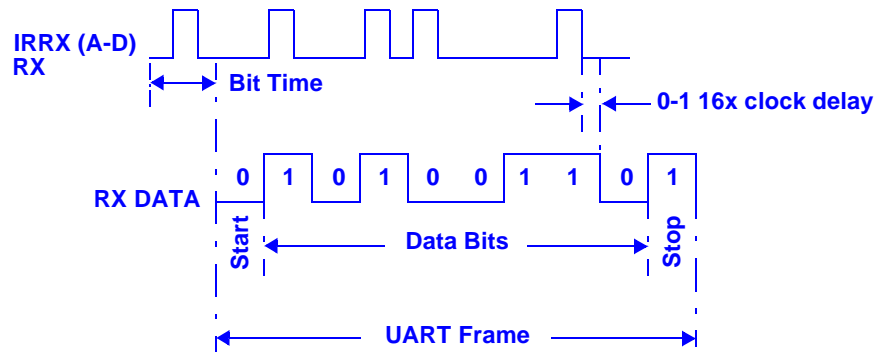 IRRX (A-D)
RX
Bit Time
0-1 16x clock delay
RX DATA
0 1 0 1 0 0 1 1 0 1
Start
Data Bits
Stop
UART Frame